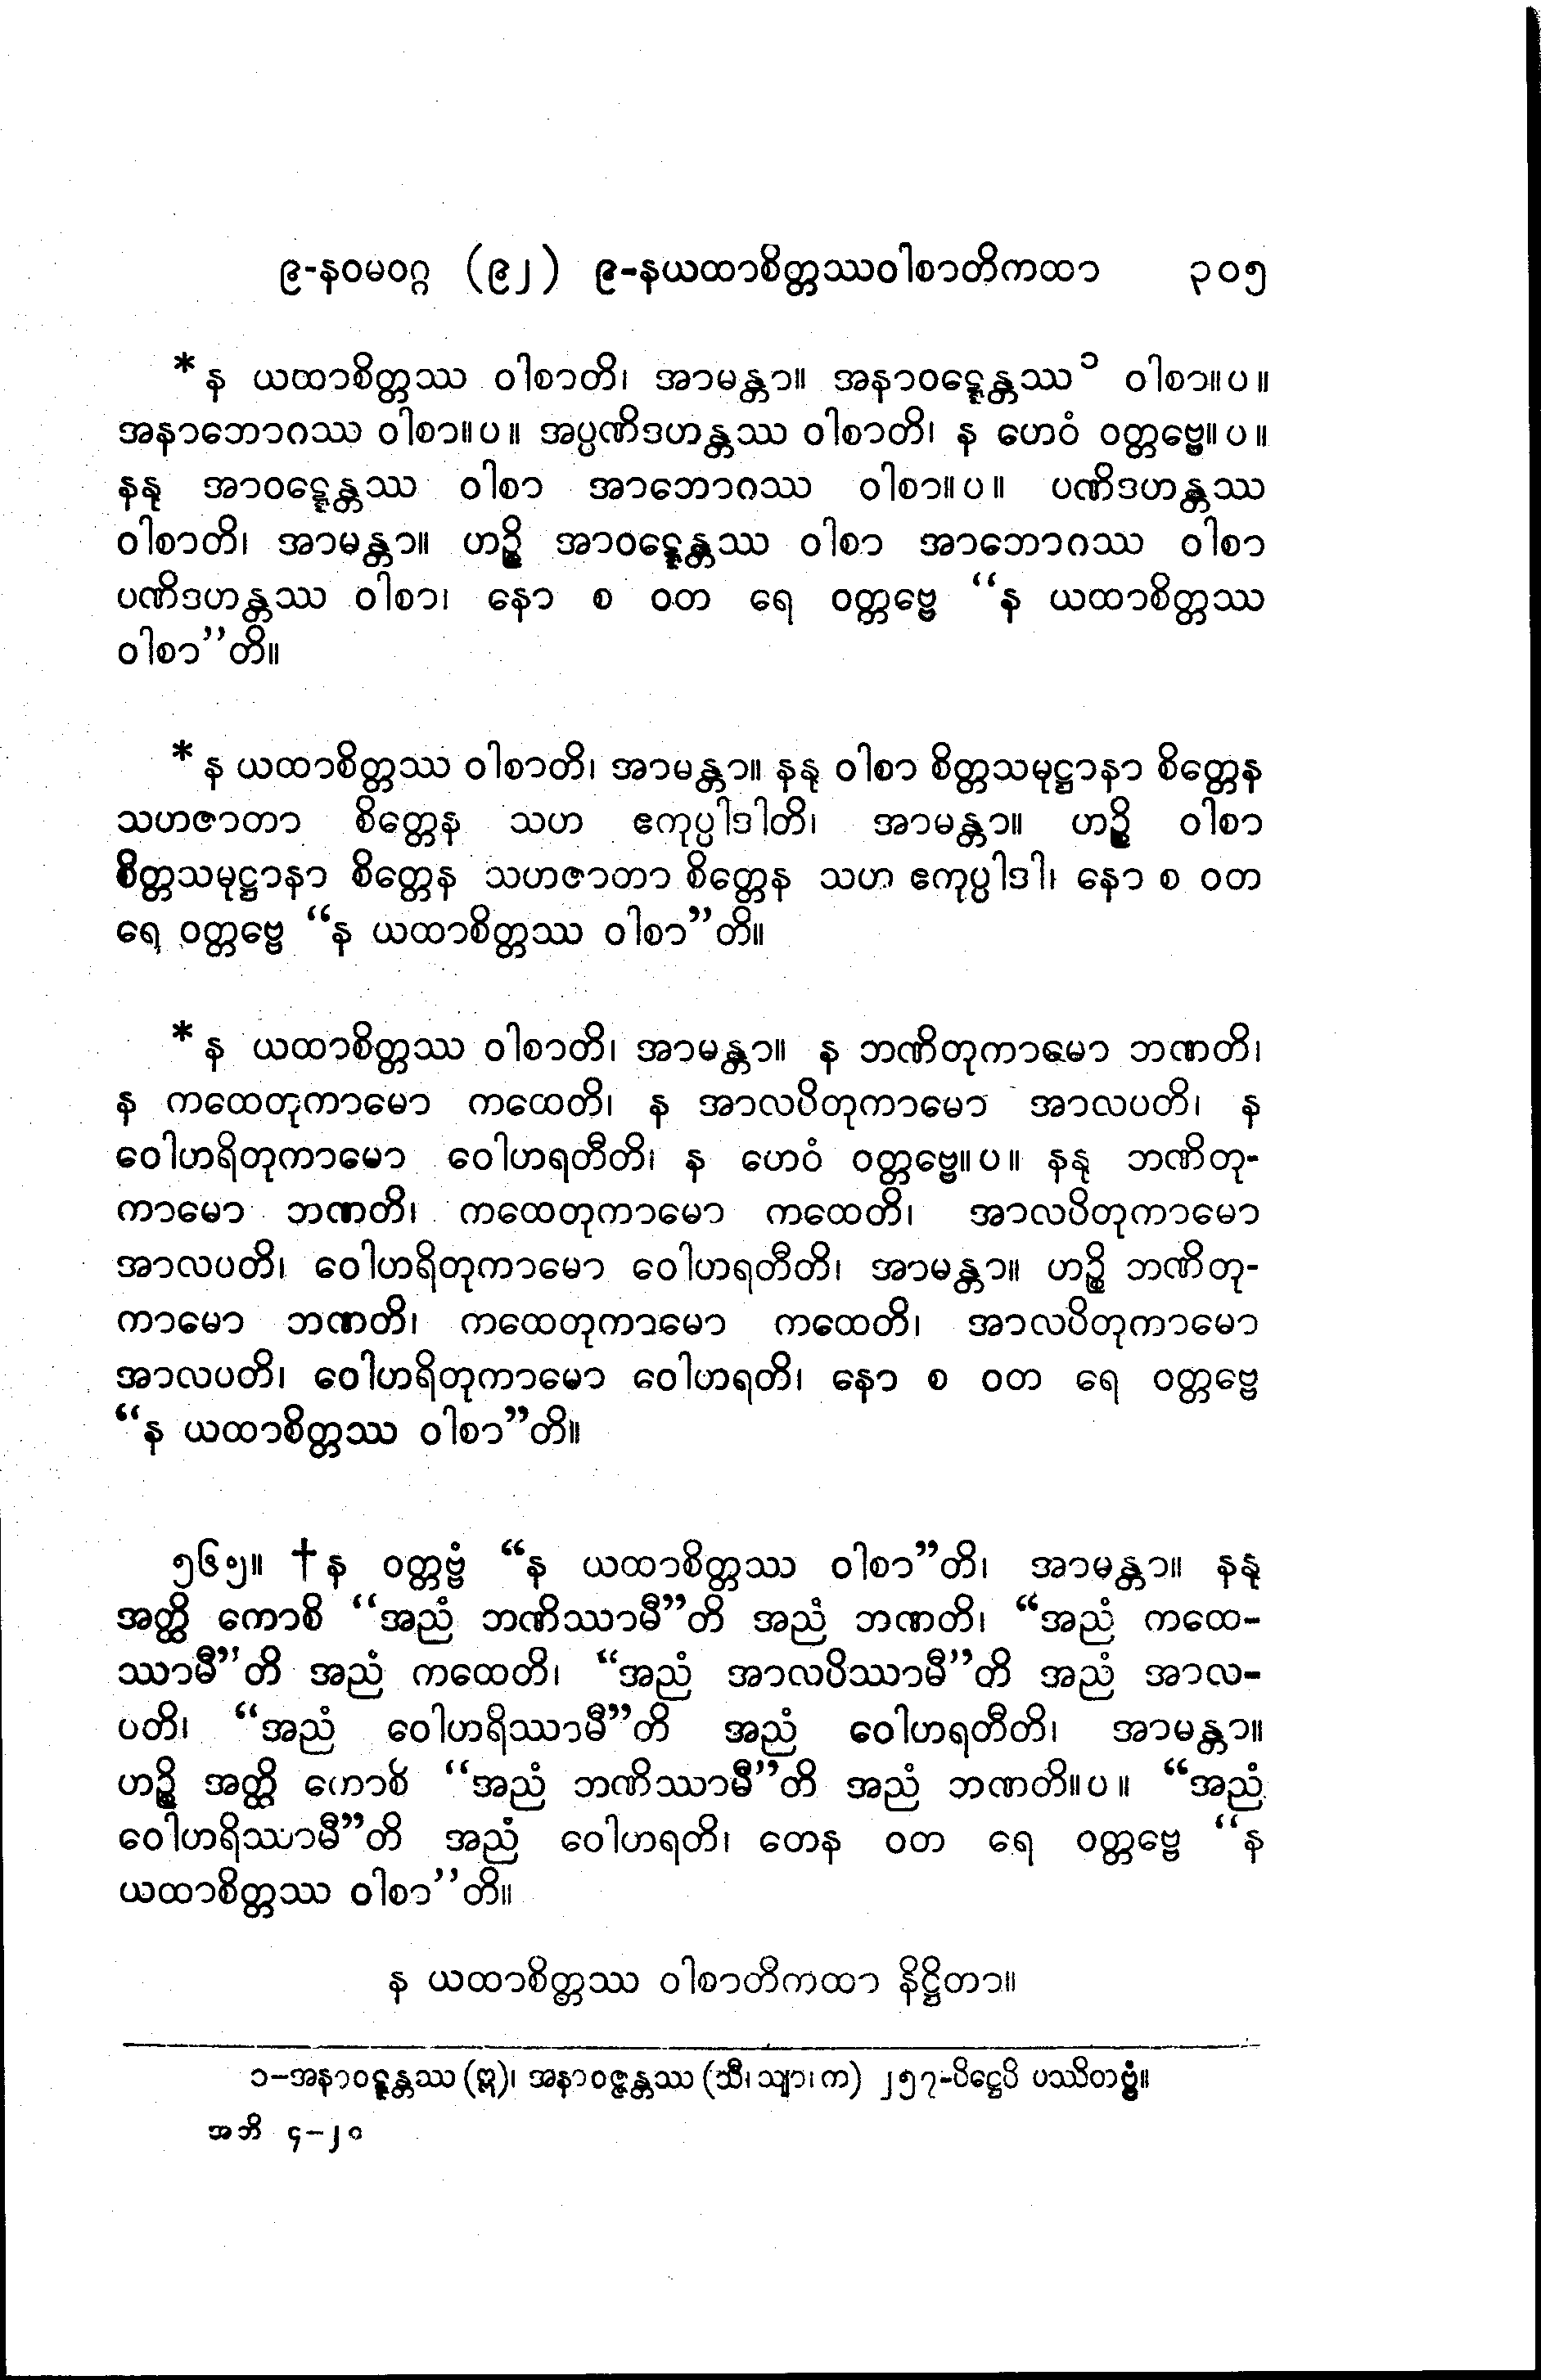 ၉-နဝမဝဂ္ဂ (၉၂) ၉-နယထာစိတ္တဿဝါစာတိကထာ ၃၀၅
*န ယထာစိတ္တဿ ဝါစာတိ၊ အာမန္တာ။ အနာဝဋ္ဋေန္တဿ ၁ ဝါစာ။ပ။
အနာဘောဂဿ ဝါစာ။ပ။ အပ္ပဏိဒဟန္တဿ ဝါစာတိ၊ န ဟေဝံ ဝတ္တဗ္ဗေ။ပ။
နနု အာဝဋ္ဋေန္တဿ ဝါစာ အာဘောဂဿ ဝါစာ။ပ။ ပဏိဒဟန္တဿ
ဝါစာတိ၊ အာမန္တာ။ ဟဉ္စိ အာဝဋ္ဋေန္တဿ ဝါစာ အာဘောဂဿ ဝါစာ
ပဏိဒဟန္တဿ ဝါစာ၊ နော စ ဝတ ရေ ဝတ္တဗ္ဗေ “န ယထာစိတ္တဿ
ဝါစာ”တိ။
*န ယထာစိတ္တဿ ဝါစာတိ၊ အာမန္တာ။ နနု ဝါစာ စိတ္တသမုဋ္ဌာနာ စိတ္တေန
သဟဇာတာ စိတ္တေန သဟ ဧကုပ္ပါဒါတိ၊ အာမန္တာ။ ဟဉ္စိ ဝါစာ
စိတ္တသမုဋ္ဌာနာ စိတ္တေန သဟဇာတာ စိတ္တေန သဟ ဧကုပ္ပါဒါ၊ နော စ ဝတ
ရေ ဝတ္တဗ္ဗေ “န ယထာစိတ္တဿ ဝါစာ”တိ။
*န ယထာစိတ္တဿ ဝါစာတိ၊ အာမန္တာ။ န ဘဏိတုကာမော ဘဏတိ၊
န ကထေတုကာမော ကထေတိ၊ န အာလပိတုကာမော အာလပတိ၊ န
ဝေါဟရိတုကာမော ဝေါဟရတီတိ၊ န ဟေဝံ ဝတ္တဗ္ဗေ။ပ။ နနု ဘဏိတု-
ကာမော ဘဏတိ၊ ကထေတုကာမော ကထေတိ၊ အာလပိတုကာမော
အာလပတိ၊ ဝေါဟရိတုကာမော ဝေါဟရတီတိ၊ အာမန္တာ။ ဟဉ္စိ ဘဏိတု-
ကာမော ဘဏတိ၊ ကထေတုကာမော ကထေတိ၊ အာလပိတုကာမော
အာလပတိ၊ ဝေါဟရိတုကာမော ဝေါဟရတိ၊ နော စ ဝတ ရေ ဝတ္တဗ္ဗေ
“န ယထာစိတ္တဿ ဝါစာ”တိ။
၅၆၅။ †န ဝတ္တဗ္ဗံ “န ယထာစိတ္တဿ ဝါစာ”တိ၊ အာမန္တာ။ နနု
အတ္ထိ ကောစိ “အညံ ဘဏိဿာမီ”တိ အညံ ဘဏတိ၊ “အညံ ကထေ-
ဿာမီ”တိ အညံ ကထေတိ၊ “အညံ အာလပိဿာမီ”တိ အညံ အာလ-
ပတိ၊ “အညံ ဝေါဟရိဿာမီ”တိ အညံ ဝေါဟရတီတိ၊ အာမန္တာ။
ဟဉ္စိ အတ္ထိ ကောစိ “အညံ ဘဏိဿာမီ”တိ အညံ ဘဏတိ။ပ။ “အညံ
ဝေါဟရိဿာမီ”တိ အညံ ဝေါဟရတိ၊ တေန ဝတ ရေ ဝတ္တဗ္ဗေ “န
ယထာစိတ္တဿ ဝါစာ”တိ။
န ယထာစိတ္တဿ ဝါစာတိကထာ နိဋ္ဌိတာ။
၁-အနာဝဋ္ဋန္တဿ (ဋ္ဌ)၊ အနာဝဇ္ဇန္တဿ (သီ၊ သျာ၊ က) ၂၅၇-ပိဋ္ဌေပိ ပဿိတဗ္ဗံ။
အဘိ ၄-၂၀